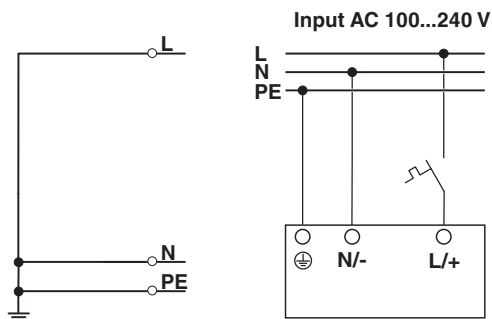 Input AC 100...240 V
L
N
PE
L
N
PE
N/-
L/+